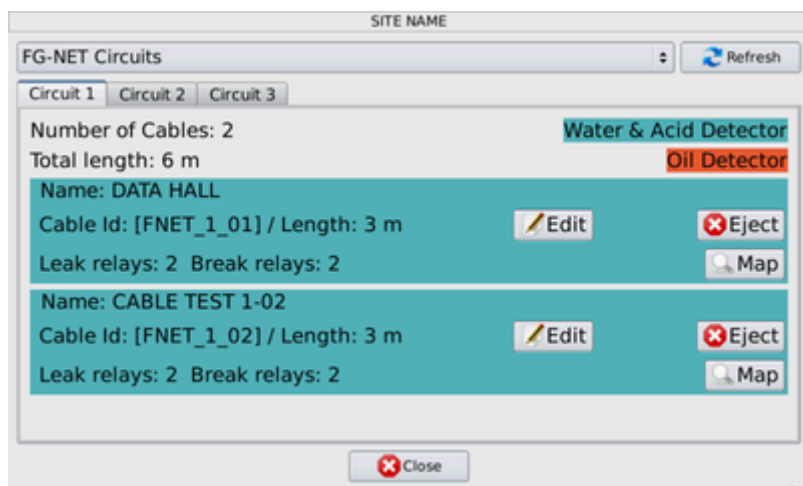 SITE NAME
FG-NET Circuits
Refresh
Circuit 1 Circuit 2 Circuit 3
Number of Cables: 2 Water & Acid Detector
Total length: 6 m Oil Detector
Name: DATA HALL
Cable Id: [FNET_1_01] / Length: 3 m Edit Eject
Leak relays: 2 Break relays: 2 Map
Name: CABLE TEST 1-02
Cable Id: [FNET_1_02] / Length: 3 m Edit Eject
Leak relays: 2 Break relays: 2 Map
Close